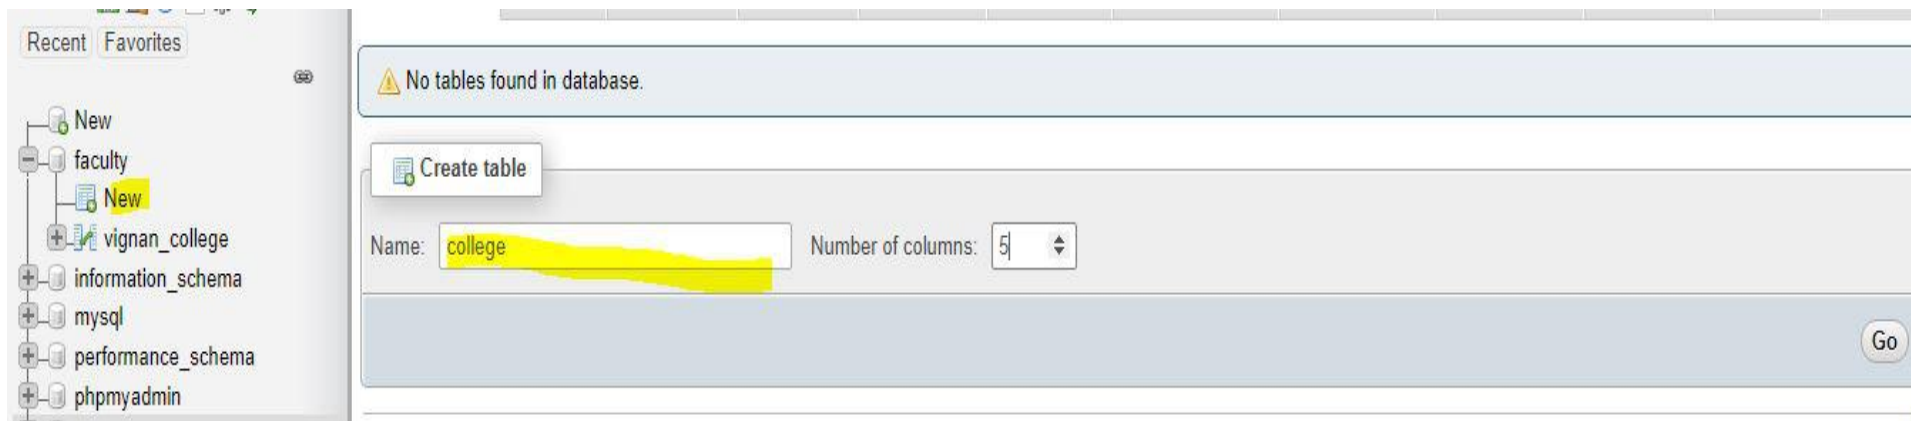 Recent Favorites
New
faculty
New
vignan_college
information_schema
mysql
performance_schema
phpmyadmin
No tables found in database.
Create table
Name: college Number of columns: 5
Go